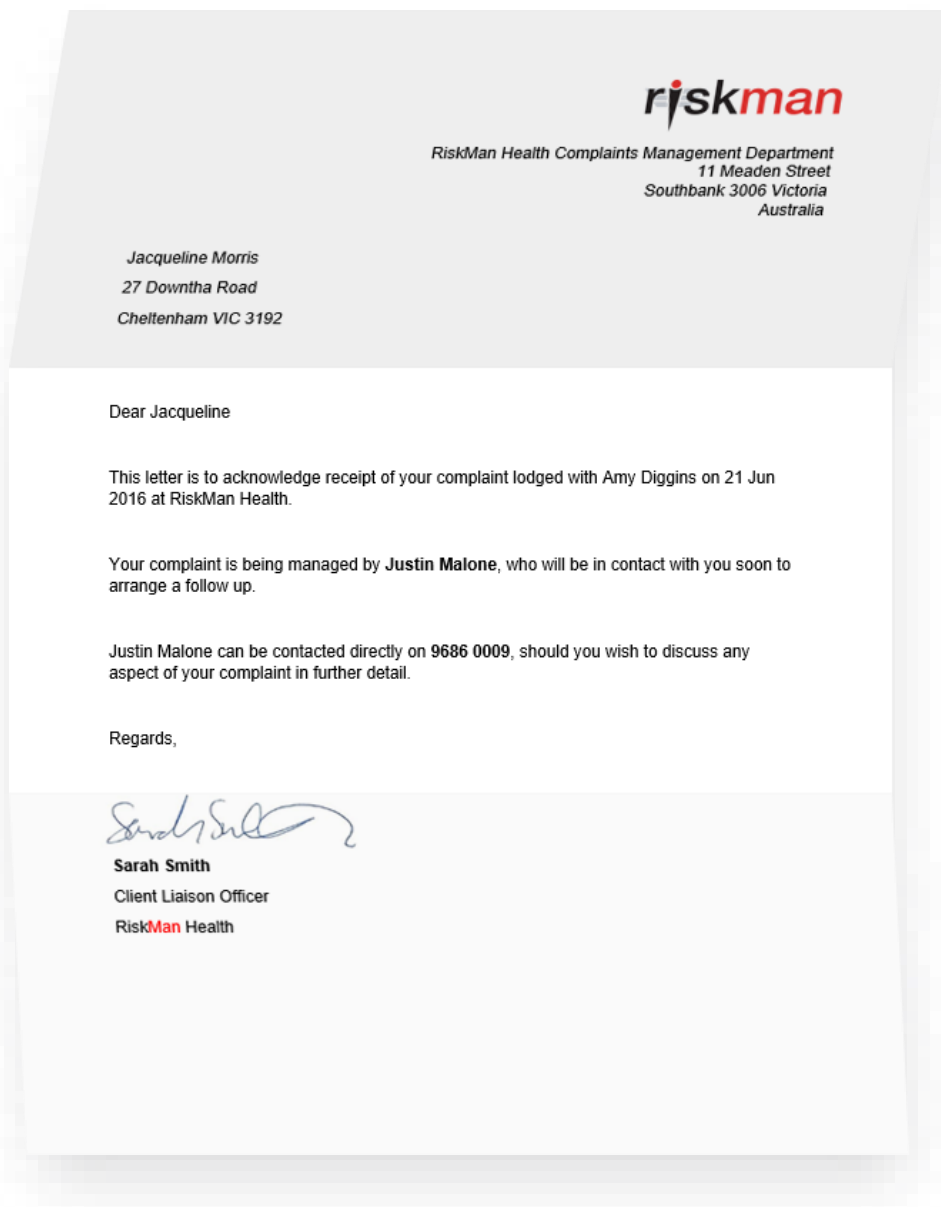 riskman
RiskMan Health Complaints Management Department
11 Meaden Street
Southbank 3006 Victoria
Australia
Jacqueline Morris
27 Downtha Road
Cheltenham VIC 3192
Dear Jacqueline
This letter is to acknowledge receipt of your complaint lodged with Amy Diggins on 21 Jun
2016 at RiskMan Health.
Your complaint is being managed by Justin Malone, who will be in contact with you soon to
arrange a follow up.
Justin Malone can be contacted directly on 9686 0009, should you wish to discuss any
aspect of your complaint in further detail.
Regards,
Sarah Smith
Client Liaison Officer
RiskMan Health